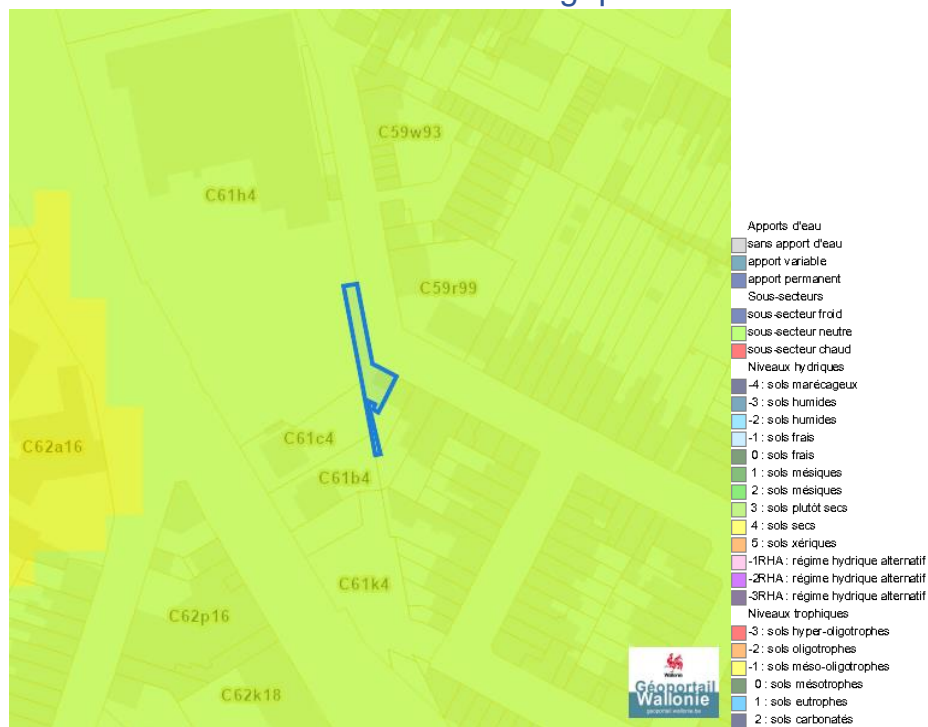 C59w93
C61h4
C59r99
C61c4
C62a16
C61b4
C61k4
C62p16
C62k18
Wallonie
Géoportail
Wallonie
geoportail.wallonie.be
Apports d'eau
sans apport d'eau
apport variable
apport permanent
Sous-secteurs
sous-secteur froid
sous-secteur neutre
sous-secteur chaud
Niveaux hydriques
-4 : sols marécageux
-3 : sols humides
-2 : sols humides
-1 : sols frais
0 : sols frais
1 : sols mésiques
2 : sols mésiques
3 : sols plutôt secs
4 : sols secs
5 : sols xériques
-1RHA : régime hydrique alternatif
-2RHA : régime hydrique alternatif
-3RHA : régime hydrique alternatif
Niveaux trophiques
-3 : sols hyper-oligotrophes
-2 : sols oligotrophes
-1 : sols méso-oligotrophes
0 : sols mésotrophes
1 : sols eutrophes
2 : sols carbonatés